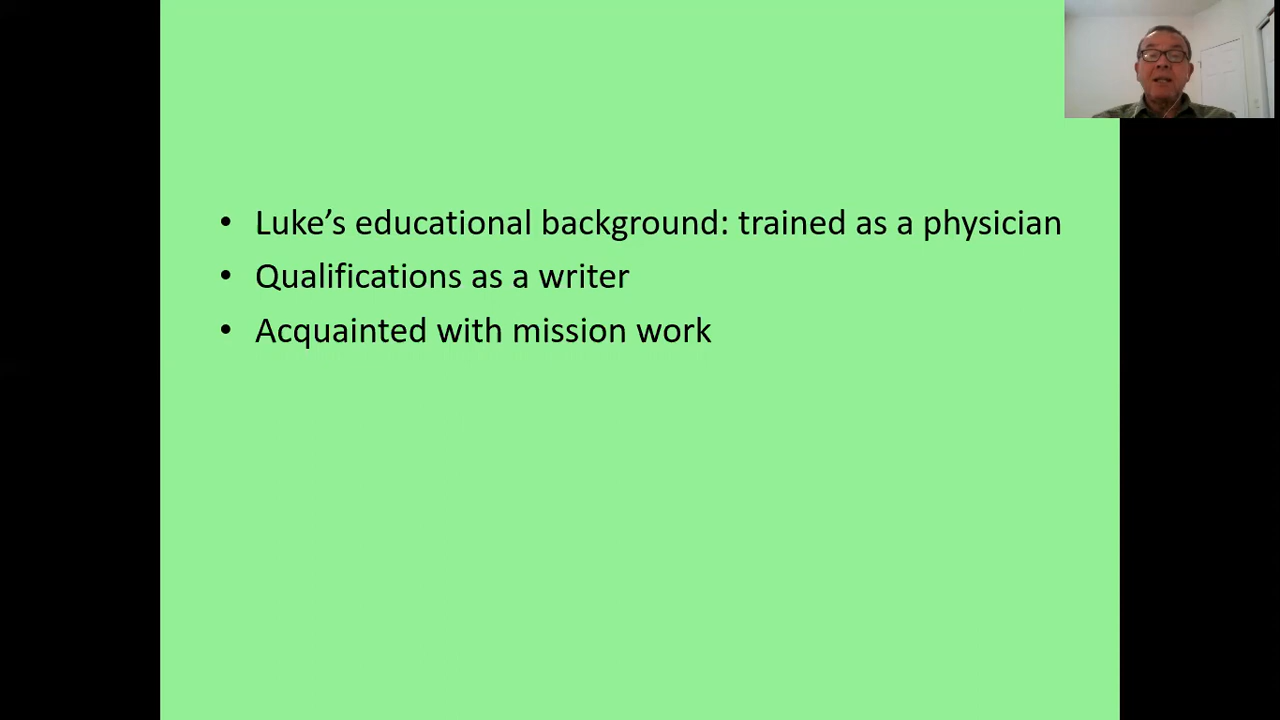 • Luke’s educational background: trained as a physician
• Qualifications as a writer
• Acquainted with mission work